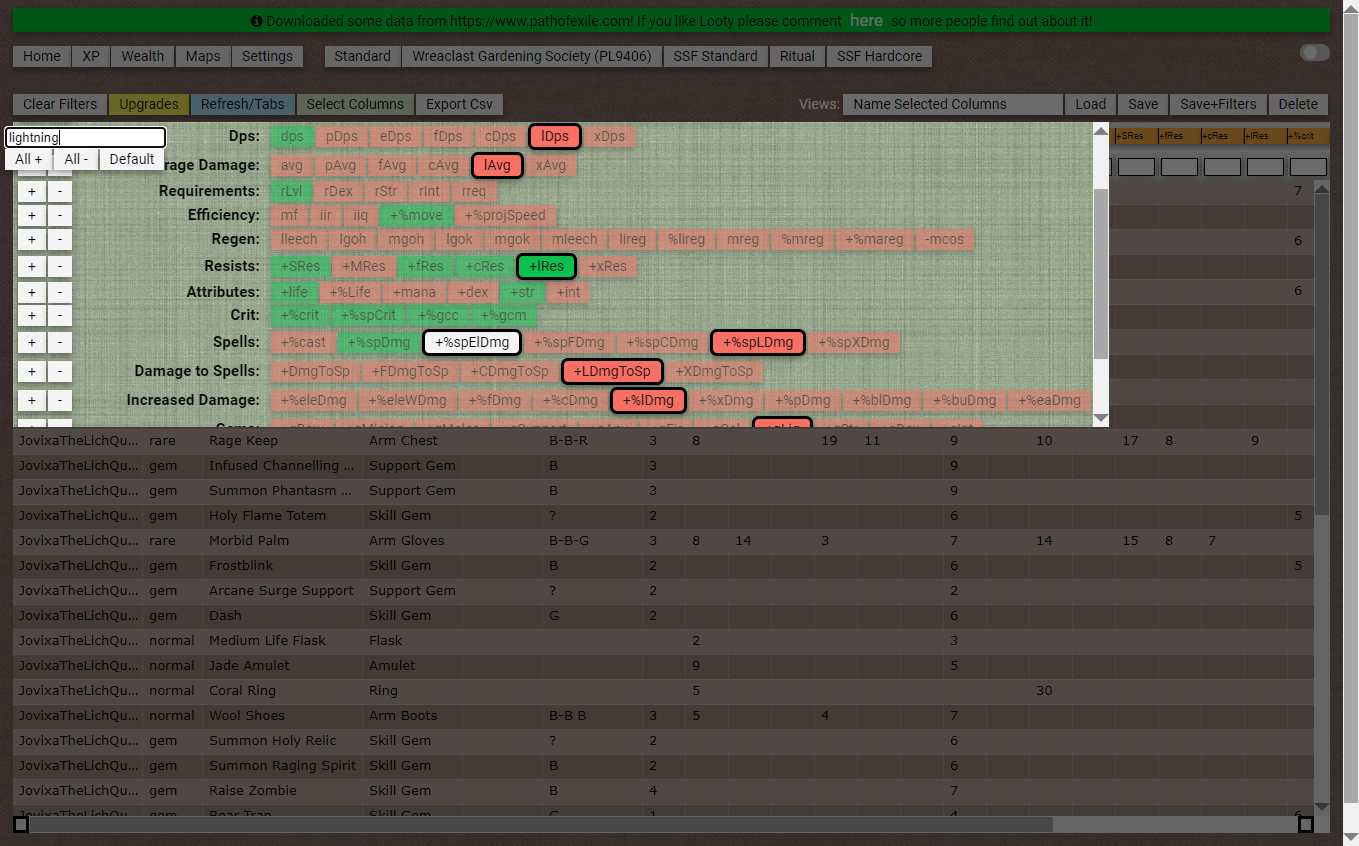 Downloaded some data from https://www.pathofexile.com! If you like Looty please comment here so more people find out about it!
Home XP Wealth Maps Settings Standard Wreaclast Gardening Society (PL9406) SSF Standard Ritual SSF Hardcore
Clear Filters Upgrades Refresh/Tabs Select Columns Export Csv Views: Name Selected Columns Load Save Save+Filters Delete
lightning
All + All - Default
Dps: dps pDps eDps fDps cDps lDps xDps
rage Damage: avg pAvg fAvg cAvg lAvg xAvg
+ - Requirements: rLvl rDex rStr rInt rreq
+ - Efficiency: mf iir iiq +%move +%projSpeed
+ - Regen: lleech lgoh mgoh lgok mgok mleech lireg %lireg mreg %mreg +%mareg -mcos
+ - Resists: +SRes +MRes +fRes +cRes +lRes +xRes
+ - Attributes: +life +%Life +mana +dex +str +int
+ - Crit: +%crit +%spCrit +%gcc +%gcm
+ - Spells: +%cast +%spDmg +%spElDmg +%spFDmg +%spCDmg +%spLDmg +%spXDmg
+ - Damage to Spells: +DmgToSp +FDmgToSp +CDmgToSp +LDmgToSp +XDmgToSp
+ - Increased Damage: +%eleDmg +%eleWDmg +%fDmg +%cDmg +%lDmg +%xDmg +%pDmg +%blDmg +%buDmg +%eaDmg
+SRes +fRes +cRes +lRes +%crit
7
6
6
JovixaTheLichQu... rare Rage Keep Arm Chest B-B-R 3 8 19 11 9 10 17 8 9
JovixaTheLichQu... gem Infused Channelling ... Support Gem B 3 9
JovixaTheLichQu... gem Summon Phantasm ... Support Gem B 3 9
JovixaTheLichQu... gem Holy Flame Totem Skill Gem ? 2 6 5
JovixaTheLichQu... rare Morbid Palm Arm Gloves B-B-G 3 8 14 3 7 14 15 8 7
JovixaTheLichQu... gem Frostblink Skill Gem B 2 6 5
JovixaTheLichQu... gem Arcane Surge Support Support Gem ? 2 2
JovixaTheLichQu... gem Dash Skill Gem G 2 6
JovixaTheLichQu... normal Medium Life Flask Flask 2 3
JovixaTheLichQu... normal Jade Amulet Amulet 9 5
JovixaTheLichQu... normal Coral Ring Ring 5 30
JovixaTheLichQu... normal Wool Shoes Arm Boots B-B B 3 5 4 7
JovixaTheLichQu... gem Summon Holy Relic Skill Gem ? 2 6
JovixaTheLichQu... gem Summon Raging Spirit Skill Gem B 2 6
JovixaTheLichQu... gem Raise Zombie Skill Gem B 4 7
JovixaTheLichQu... gem Bear Trap Skill Gem